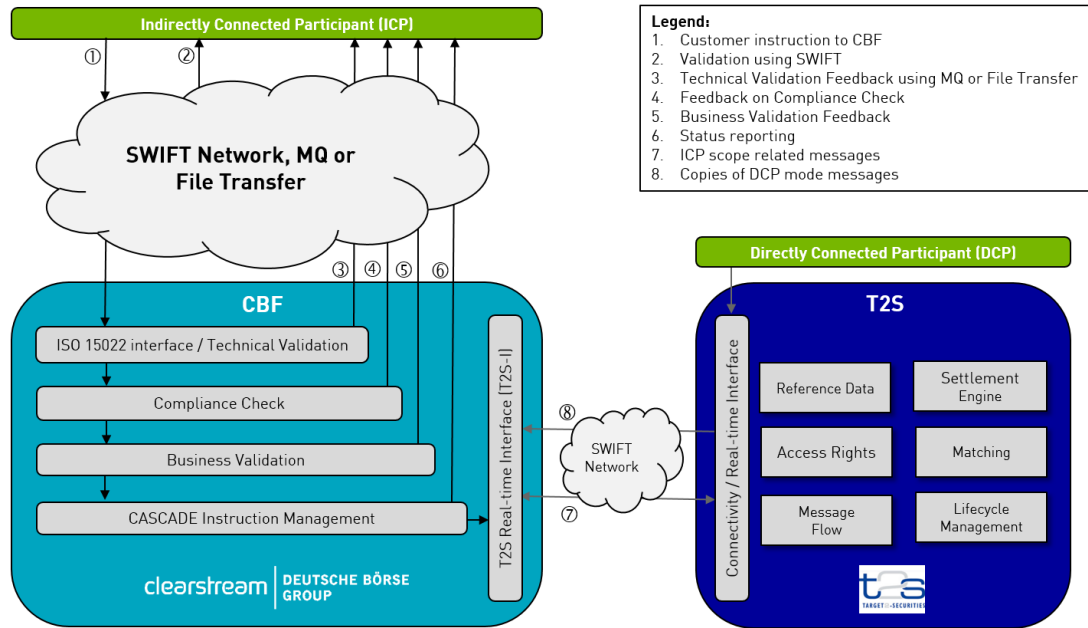 Indirectly Connected Participant (ICP)
①
②
SWIFT Network, MQ or
File Transfer
Legend:
1. Customer instruction to CBF
2. Validation using SWIFT
3. Technical Validation Feedback using MQ or File Transfer
4. Feedback on Compliance Check
5. Business Validation Feedback
6. Status reporting
7. ICP scope related messages
8. Copies of DCP mode messages
③
④
⑤
⑥
CBF
ISO 15022 interface / Technical Validation
Compliance Check
Business Validation
CASCADE Instruction Management
T2S Real-time Interface (T2S-I)
clearstream
DEUTSCHE BÖRSE
GROUP
⑧
SWIFT
Network
⑦
Directly Connected Participant (DCP)
T2S
Connectivity / Real-time Interface
Reference Data
Settlement
Engine
Access Rights
Matching
Message
Flow
Lifecycle
Management
t2s